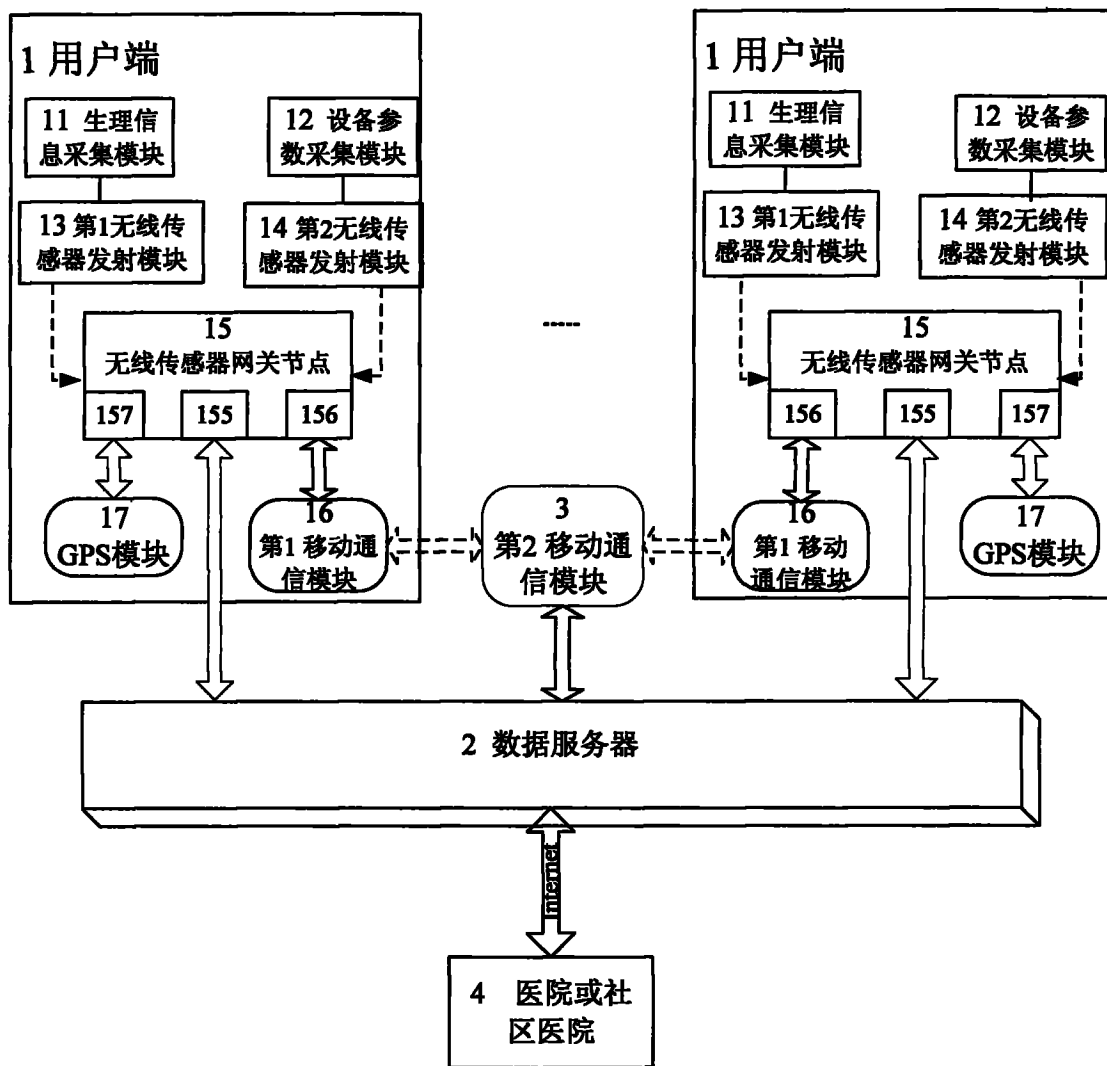 1 用户端
11 生理信
息采集模块
12 设备参
数采集模块
13 第1无线传
感器发射模块
14 第2无线传
感器发射模块
15
无线传感器网关节点
157
155
156
17
GPS模块
16
第1 移动通
信模块
.....
3
第2 移动通
信模块
1 用户端
11 生理信
息采集模块
12 设备参
数采集模块
13 第1无线传
感器发射模块
14 第2无线传
感器发射模块
15
无线传感器网关节点
156
155
157
16
第1 移动
通信模块
17
GPS模块
2 数据服务器
Internet
4 医院或社
区医院